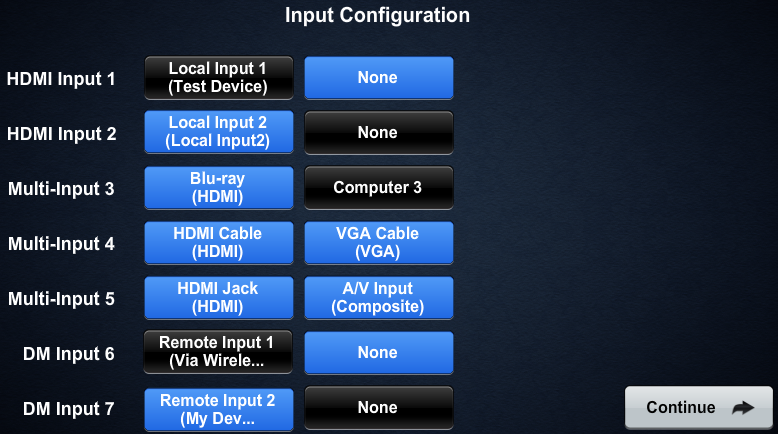 Input Configuration
HDMI Input 1
Local Input 1
(Test Device)
None
HDMI Input 2
Local Input 2
(Local Input2)
None
Multi-Input 3
Blu-ray
(HDMI)
Computer 3
Multi-Input 4
HDMI Cable
(HDMI)
VGA Cable
(VGA)
Multi-Input 5
HDMI Jack
(HDMI)
A/V Input
(Composite)
DM Input 6
Remote Input 1
(Via Wirele...
None
DM Input 7
Remote Input 2
(My Dev...
None
Continue